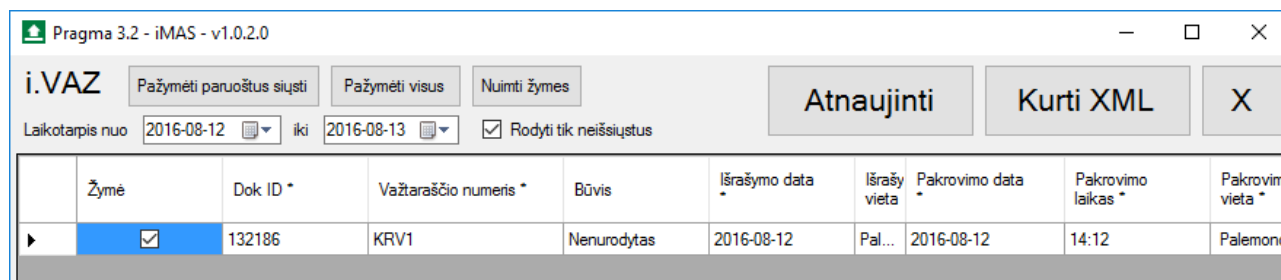 Pragma 3.2 - iMAS - v1.0.2.0
i.VAZ Pažymėti paruoštus siųsti Pažymėti visus Nuimti žymes Atnaujinti Kurti XML X
Laikotarpis nuo 2016-08-12 iki 2016-08-13 Rodyti tik neišsiųstus
Žymė Dok ID * Važtaraščio numeris * Būvis Išrašymo data * Išrašy vieta Pakrovimo data * Pakrovimo laikas * Pakrovim vieta *
132186 KRV1 Nenurodytas 2016-08-12 Pal... 2016-08-12 14:12 Palemon